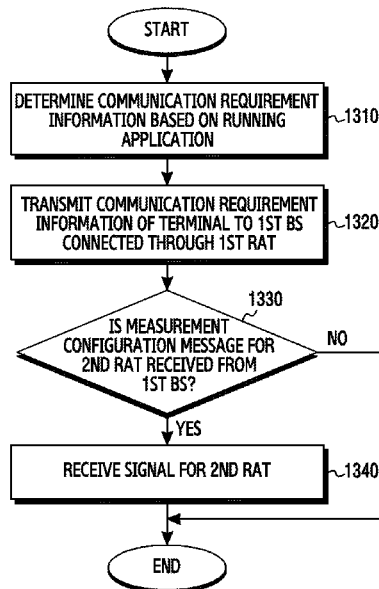 START
DETERMINE COMMUNICATION REQUIREMENT
INFORMATION BASED ON RUNNING
APPLICATION
1310
TRANSMIT COMMUNICATION REQUIREMENT
INFORMATION OF TERMINAL TO 1ST BS
CONNECTED THROUGH 1ST RAT
1320
1330
IS MEASUREMENT
CONFIGURATION MESSAGE FOR
2ND RAT RECEIVED FROM
1ST BS?
NO
YES
RECEIVE SIGNAL FOR 2ND RAT
1340
END